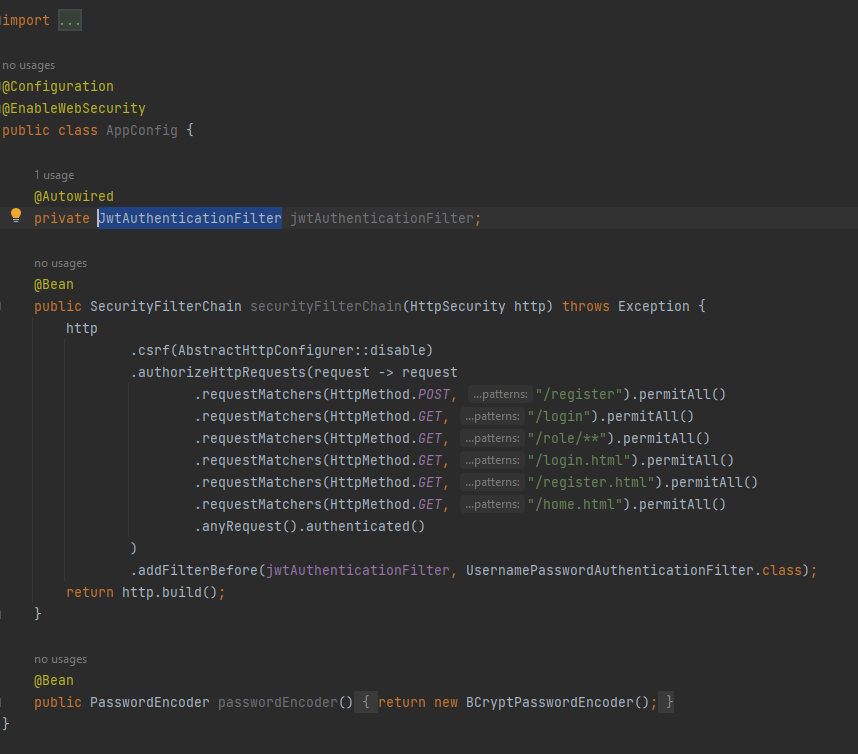 import ...
no usages
@Configuration
@EnableWebSecurity
public class AppConfig {
1 usage
@Autowired
private JwtAuthenticationFilter jwtAuthenticationFilter;
no usages
@Bean
public SecurityFilterChain securityFilterChain(HttpSecurity http) throws Exception {
http
.csrf(AbstractHttpConfigurer::disable)
.authorizeHttpRequests(request -> request
.requestMatchers(HttpMethod.POST, ...patterns: "/register").permitAll()
.requestMatchers(HttpMethod.GET, ...patterns: "/login").permitAll()
.requestMatchers(HttpMethod.GET, ...patterns: "/role/**").permitAll()
.requestMatchers(HttpMethod.GET, ...patterns: "/login.html").permitAll()
.requestMatchers(HttpMethod.GET, ...patterns: "/register.html").permitAll()
.requestMatchers(HttpMethod.GET, ...patterns: "/home.html").permitAll()
.anyRequest().authenticated()
)
.addFilterBefore(jwtAuthenticationFilter, UsernamePasswordAuthenticationFilter.class);
return http.build();
}
no usages
@Bean
public PasswordEncoder passwordEncoder() { return new BCryptPasswordEncoder(); }
}